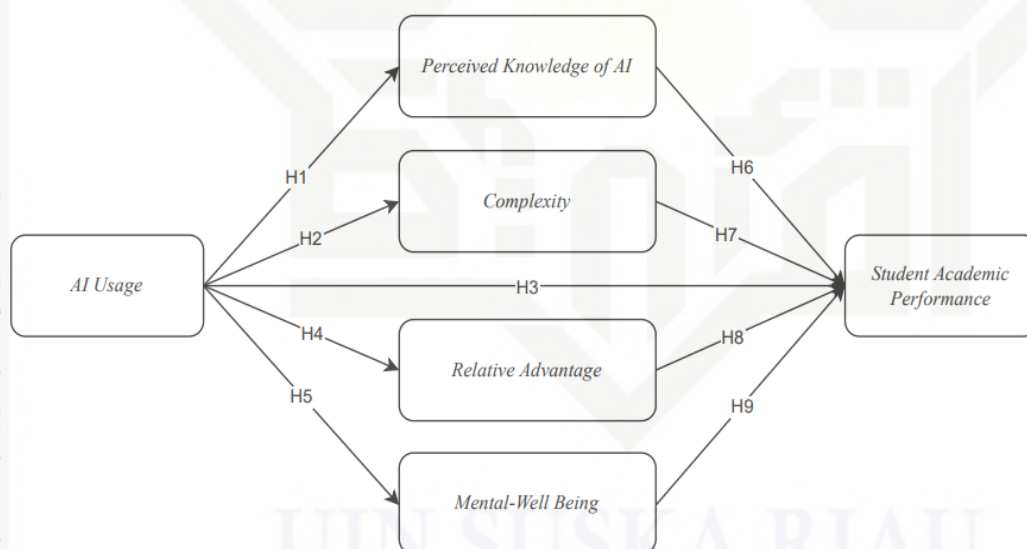 Perceived Knowledge of AI
H1
H6
Complexity
H2
H7
AI Usage
H3
Student Academic
Performance
H4
Relative Advantage
H8
H5
H9
Mental-Well Being
UIN SUSKA RIAU